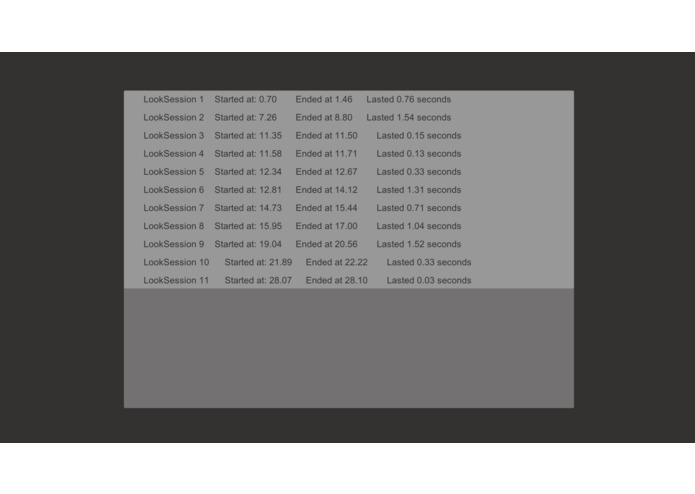 LookSession 1 Started at: 0.70 Ended at 1.46 Lasted 0.76 seconds
LookSession 2 Started at: 7.26 Ended at 8.80 Lasted 1.54 seconds
LookSession 3 Started at: 11.35 Ended at 11.50 Lasted 0.15 seconds
LookSession 4 Started at: 11.58 Ended at 11.71 Lasted 0.13 seconds
LookSession 5 Started at: 12.34 Ended at 12.67 Lasted 0.33 seconds
LookSession 6 Started at: 12.81 Ended at 14.12 Lasted 1.31 seconds
LookSession 7 Started at: 14.73 Ended at 15.44 Lasted 0.71 seconds
LookSession 8 Started at: 15.95 Ended at 17.00 Lasted 1.04 seconds
LookSession 9 Started at: 19.04 Ended at 20.56 Lasted 1.52 seconds
LookSession 10 Started at: 21.89 Ended at 22.22 Lasted 0.33 seconds
LookSession 11 Started at: 28.07 Ended at 28.10 Lasted 0.03 seconds